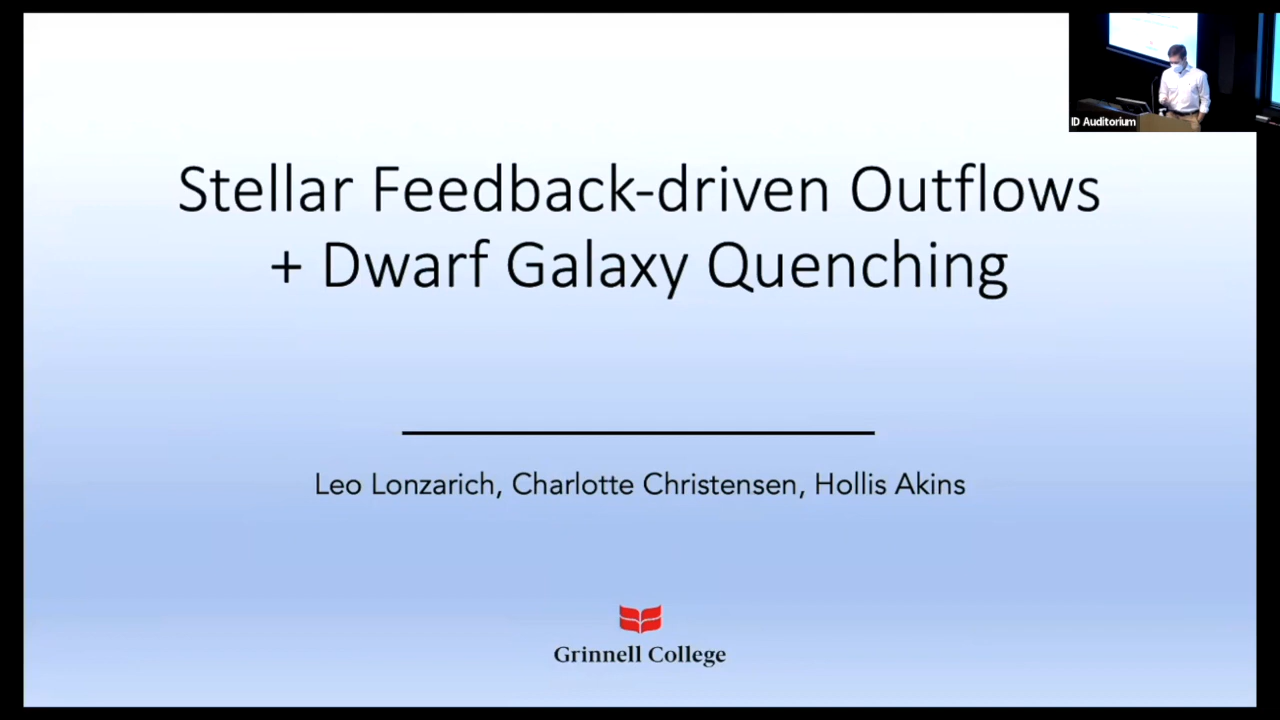 ID Auditorium
Stellar Feedback-driven Outflows
+ Dwarf Galaxy Quenching
Leo Lonzarich, Charlotte Christensen, Hollis Akins
Grinnell College